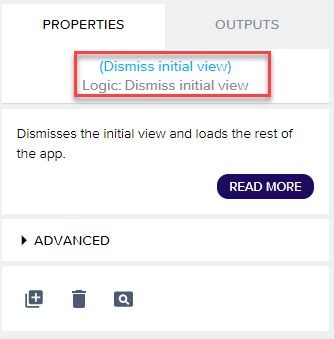 PROPERTIES
OUTPUTS
(Dismiss initial view)
Logic: Dismiss initial view
Dismisses the initial view and loads the rest of
the app.
READ MORE
ADVANCED